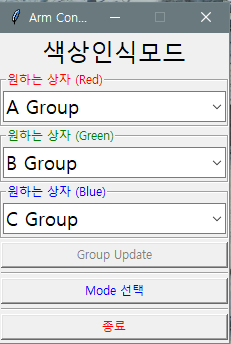 Arm Con...
색상인식모드
원하는 상자 (Red)
A Group
원하는 상자 (Green)
B Group
원하는 상자 (Blue)
C Group
Group Update
Mode 선택
종료